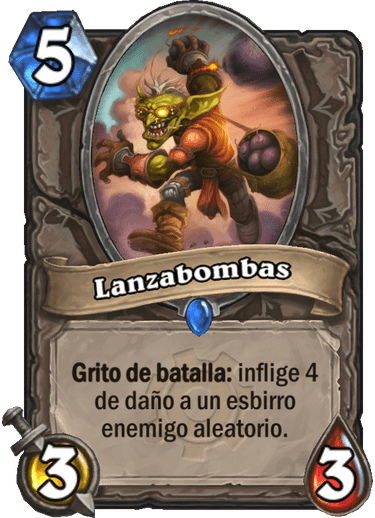 5
Lanzabombas
Grito de batalla: inflige 4
de daño a un esbirro
enemigo aleatorio.
3
3